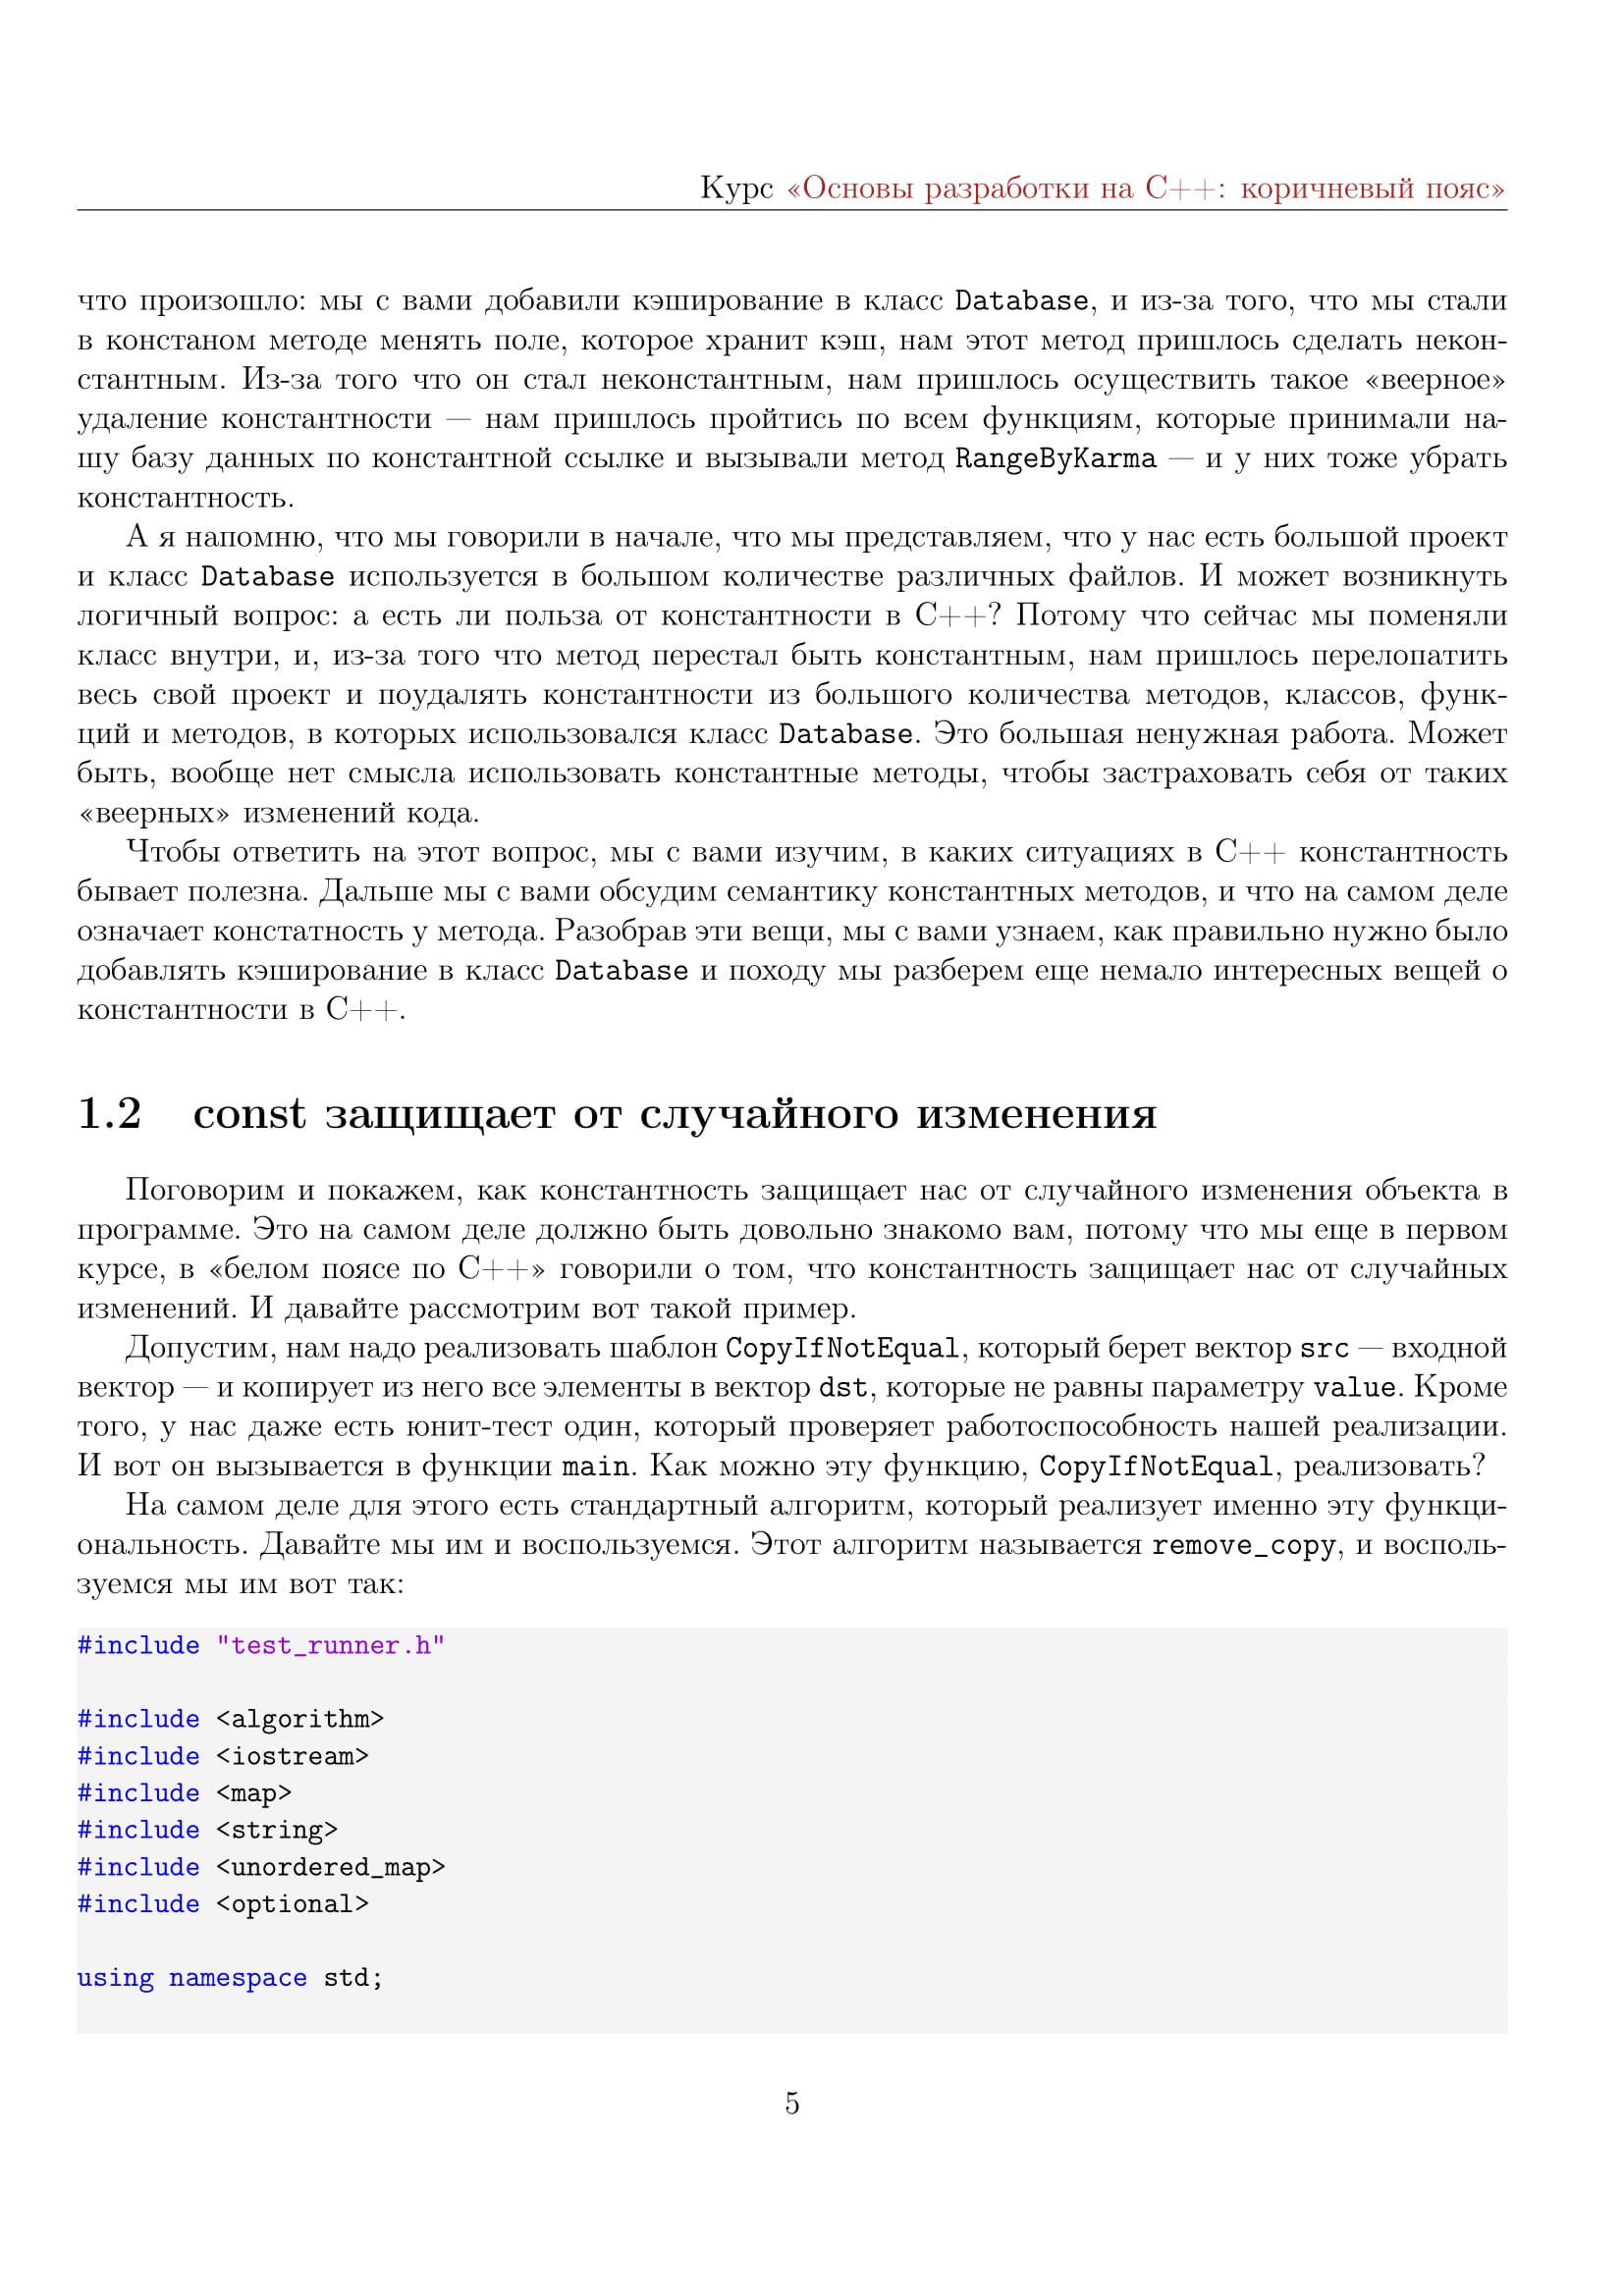 Курс «Основы разработки на C++: коричневый пояс»
что произошло: мы с вами добавили кэширование в класс Database, и из-за того, что мы стали
в констаном методе менять поле, которое хранит кэш, нам этот метод пришлось сделать некон-
стантным. Из-за того что он стал неконстантным, нам пришлось осуществить такое «веерное»
удаление константности — нам пришлось пройтись по всем функциям, которые принимали на-
шу базу данных по константной ссылке и вызывали метод RangeByKarma — и у них тоже убрать
константность.
А я напомню, что мы говорили в начале, что мы представляем, что у нас есть большой проект
и класс Database используется в большом количестве различных файлов. И может возникнуть
логичный вопрос: а есть ли польза от константности в C++? Потому что сейчас мы поменяли
класс внутри, и, из-за того что метод перестал быть константным, нам пришлось перелопатить
весь свой проект и поудалять константности из большого количества методов, классов, функ-
ций и методов, в которых использовался класс Database. Это большая ненужная работа. Может
быть, вообще нет смысла использовать константные методы, чтобы застраховать себя от таких
«веерных» изменений кода.
Чтобы ответить на этот вопрос, мы с вами изучим, в каких ситуациях в C++ константность
бывает полезна. Дальше мы с вами обсудим семантику константных методов, и что на самом деле
означает констатность у метода. Разобрав эти вещи, мы с вами узнаем, как правильно нужно было
добавлять кэширование в класс Database и походу мы разберем еще немало интересных вещей о
константности в C++.
1.2 const защищает от случайного изменения
Поговорим и покажем, как константность защищает нас от случайного изменения объекта в
программе. Это на самом деле должно быть довольно знакомо вам, потому что мы еще в первом
курсе, в «белом поясе по C++» говорили о том, что константность защищает нас от случайных
изменений. И давайте рассмотрим вот такой пример.
Допустим, нам надо реализовать шаблон CopyIfNotEqual, который берет вектор src — входной
вектор — и копирует из него все элементы в вектор dst, которые не равны параметру value. Кроме
того, у нас даже есть юнит-тест один, который проверяет работоспособность нашей реализации.
И вот он вызывается в функции main. Как можно эту функцию, CopyIfNotEqual, реализовать?
На самом деле для этого есть стандартный алгоритм, который реализует именно эту функци-
ональность. Давайте мы им и воспользуемся. Этот алгоритм называется remove_copy, и восполь-
зуемся мы им вот так:
#include "test_runner.h"
#include <algorithm>
#include <iostream>
#include <map>
#include <string>
#include <unordered_map>
#include <optional>
using namespace std;
5